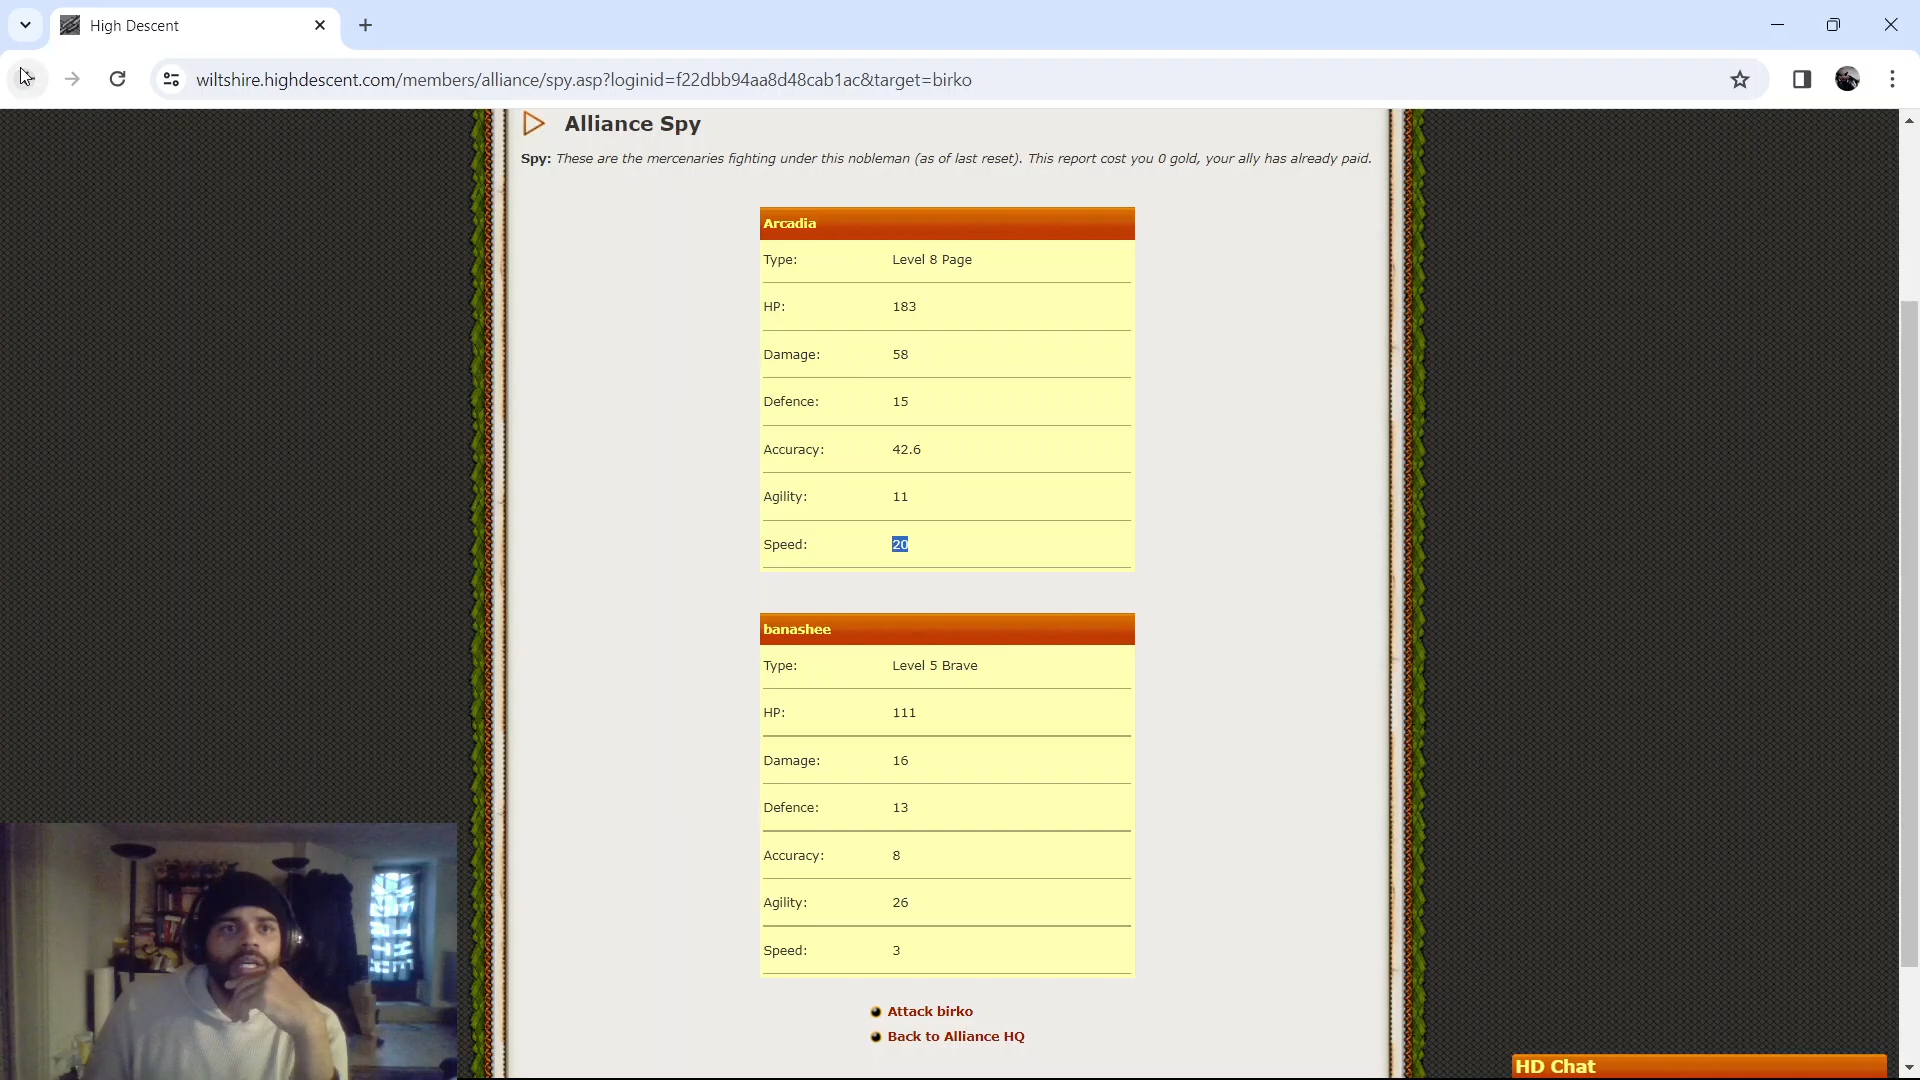 High Descent
wiltshire.highdescent.com/members/alliance/spy.asp?loginid=f22dbb94aa8d48cab1ac&target=birko
Alliance Spy
Spy: These are the mercenaries fighting under this nobleman (as of last reset). This report cost you 0 gold, your ally has already paid.
Arcadia
Type: Level 8 Page
HP: 183
Damage: 58
Defence: 15
Accuracy: 42.6
Agility: 11
Speed: 20
banashee
Type: Level 5 Brave
HP: 111
Damage: 16
Defence: 13
Accuracy: 8
Agility: 26
Speed: 3
Attack birko
Back to Alliance HQ
HD Chat